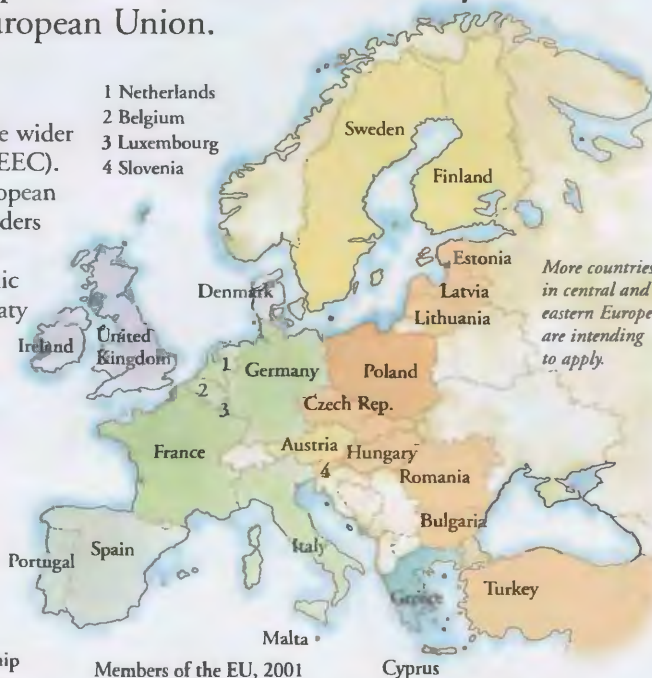 uropean Union.
1 Netherlands
2 Belgium
3 Luxembourg
4 Slovenia
e wider
EEC).
opean
ders
ic
aty
Sweden
Finland
Estonia
Latvia
Lithuania
More countries
in central and
eastern Europe
are intending
to apply.
Denmark
Ireland
United
Kingdom
1
2
3
Germany
Poland
Czech Rep.
France
Austria
Hungary
4
Romania
Bulgaria
Portugal
Spain
Italy
Greece
Turkey
Malta
Cyprus
hip
Members of the EU, 2001